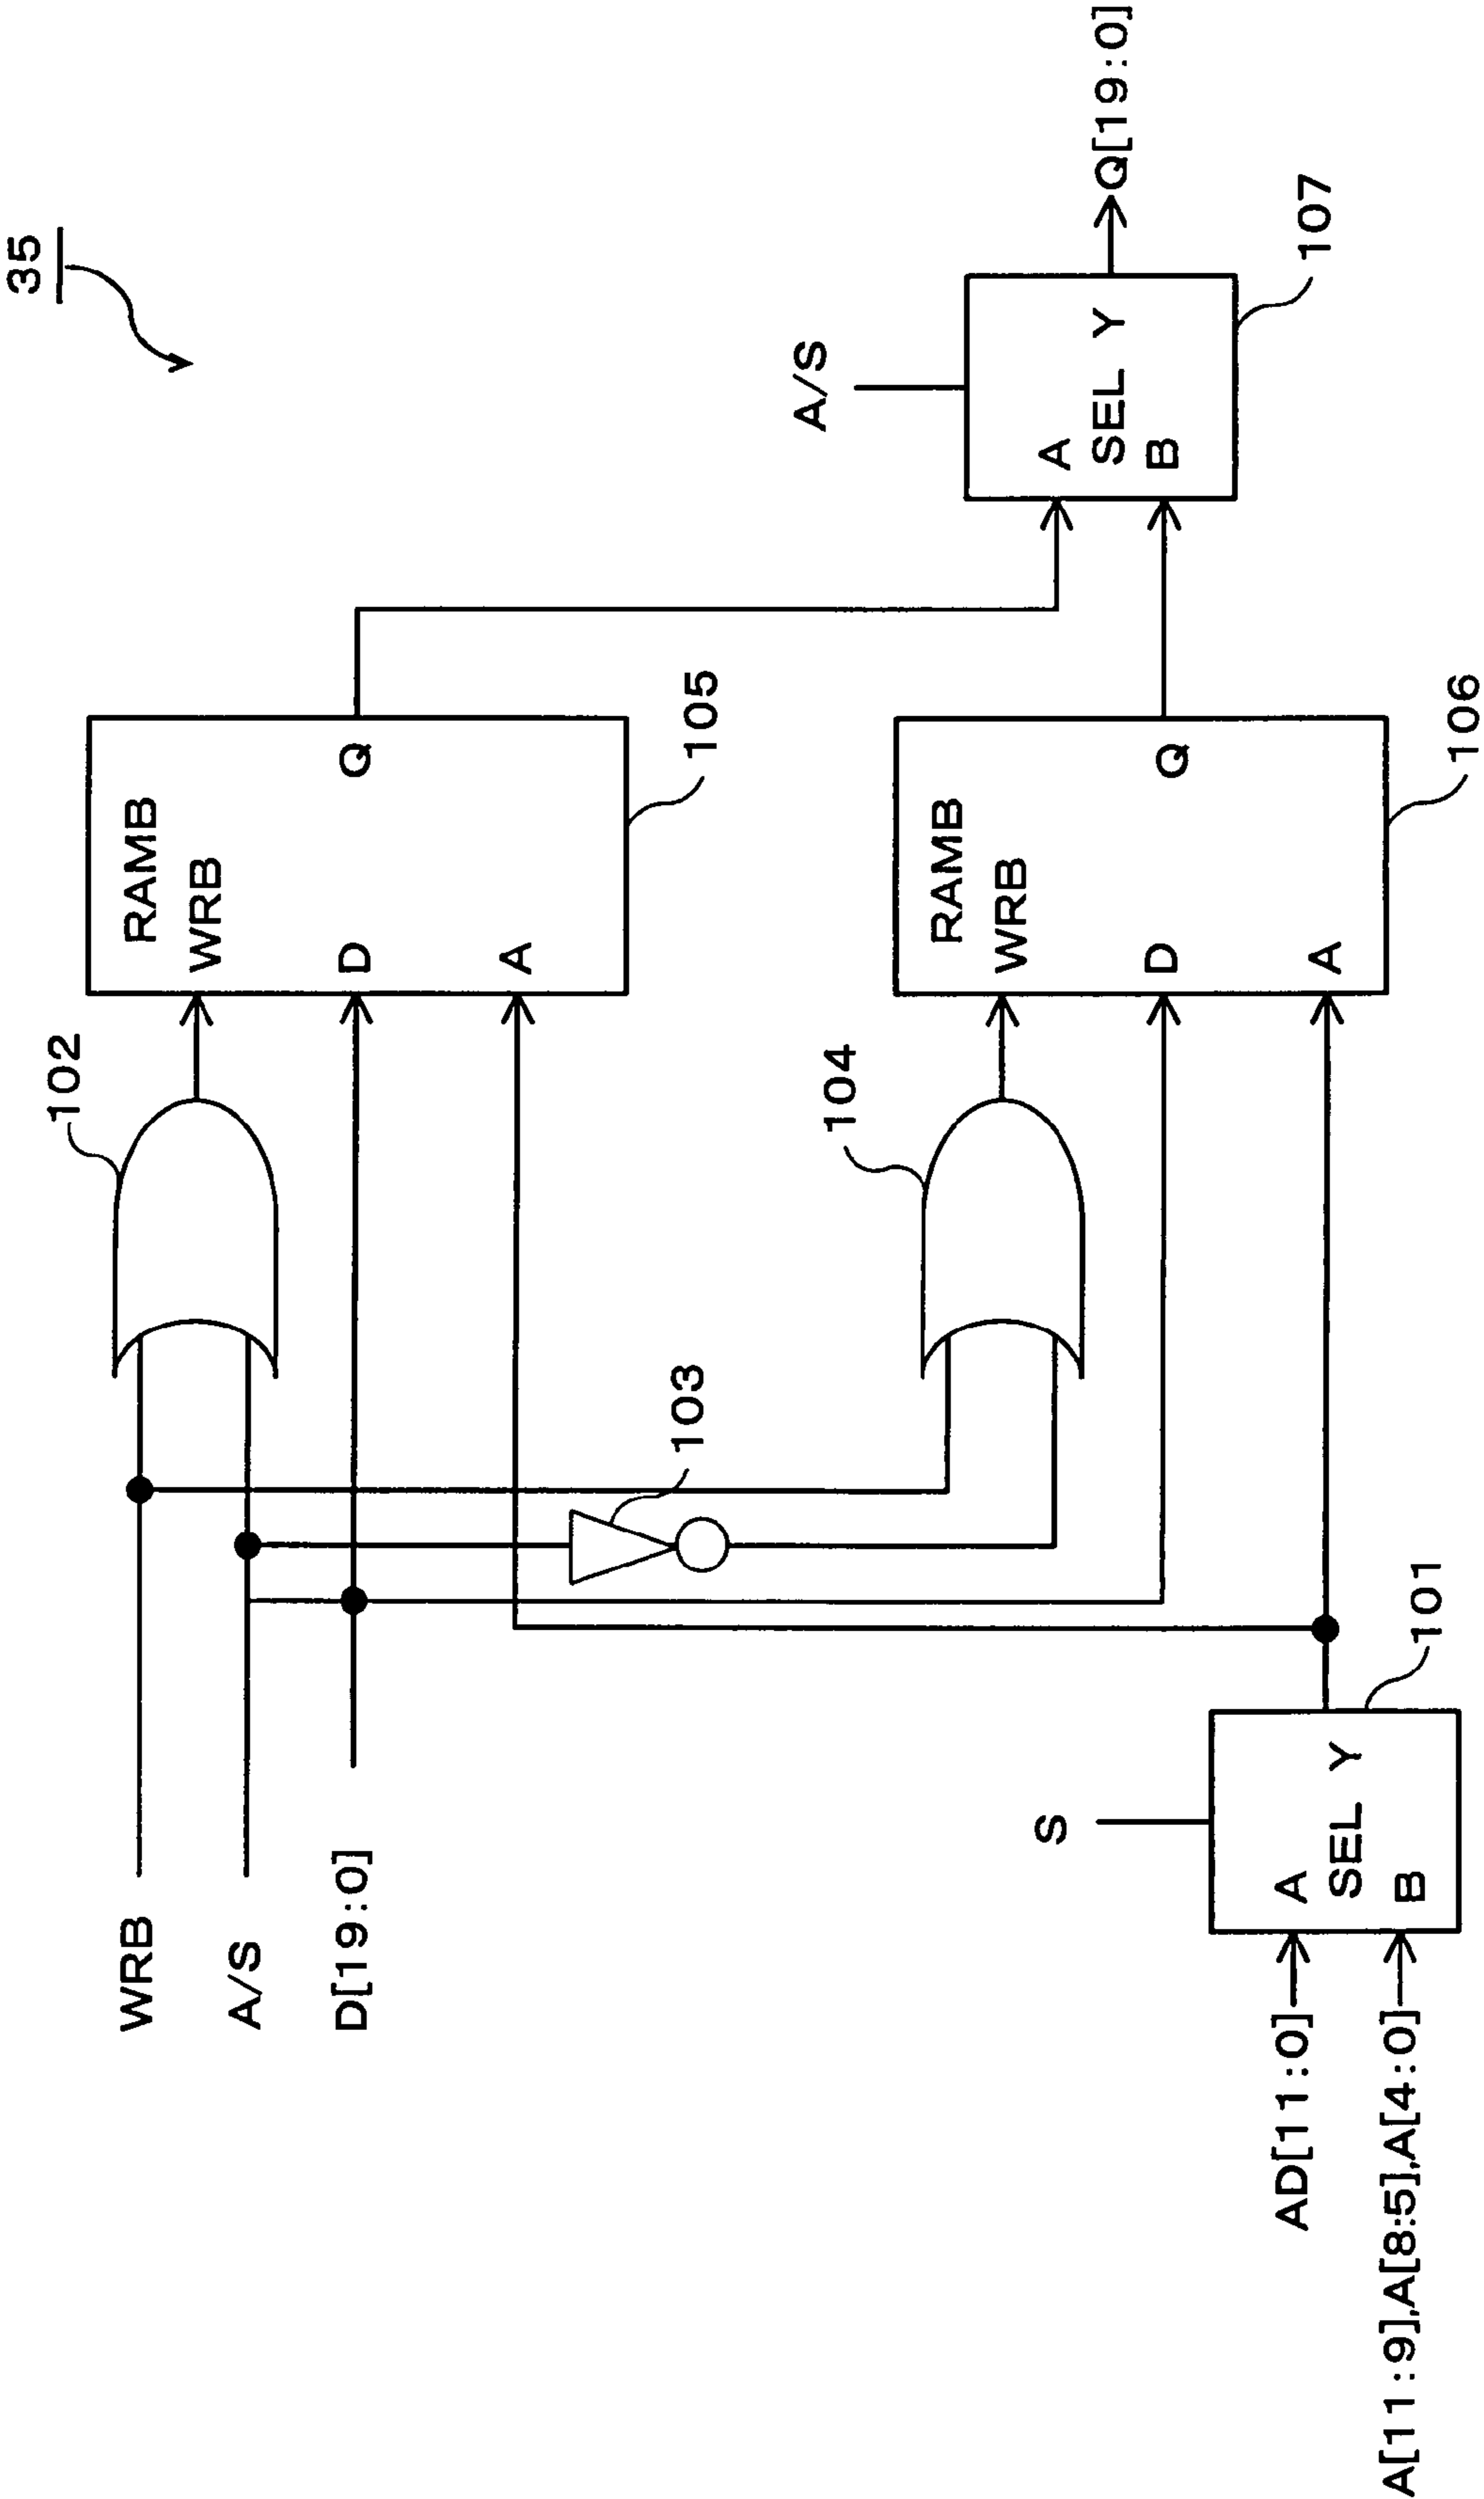 35
WRB
A/S
D[19:0]
102
RAMB
WRB
D
Q
A
105
103
104
RAMB
WRB
D
Q
A
106
A/S
A
SEL Y
B
107
Q[19:0]
S
A
SEL Y
B
101
AD[11:0]
A[11:9],A[8:5],A[4:0]